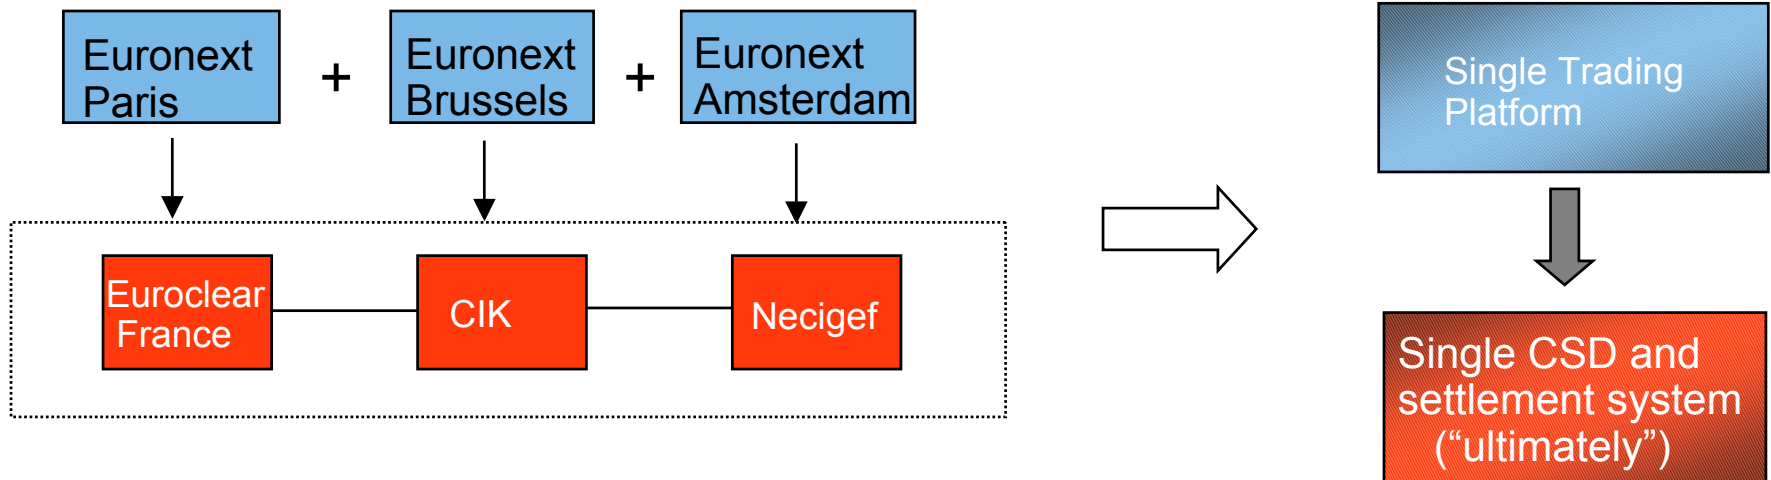 Euronext
Paris
+
Euronext
Brussels
+
Euronext
Amsterdam
Euroclear
France
CIK
Necigef
Single Trading
Platform
Single CSD and
settlement system
(“ultimately”)